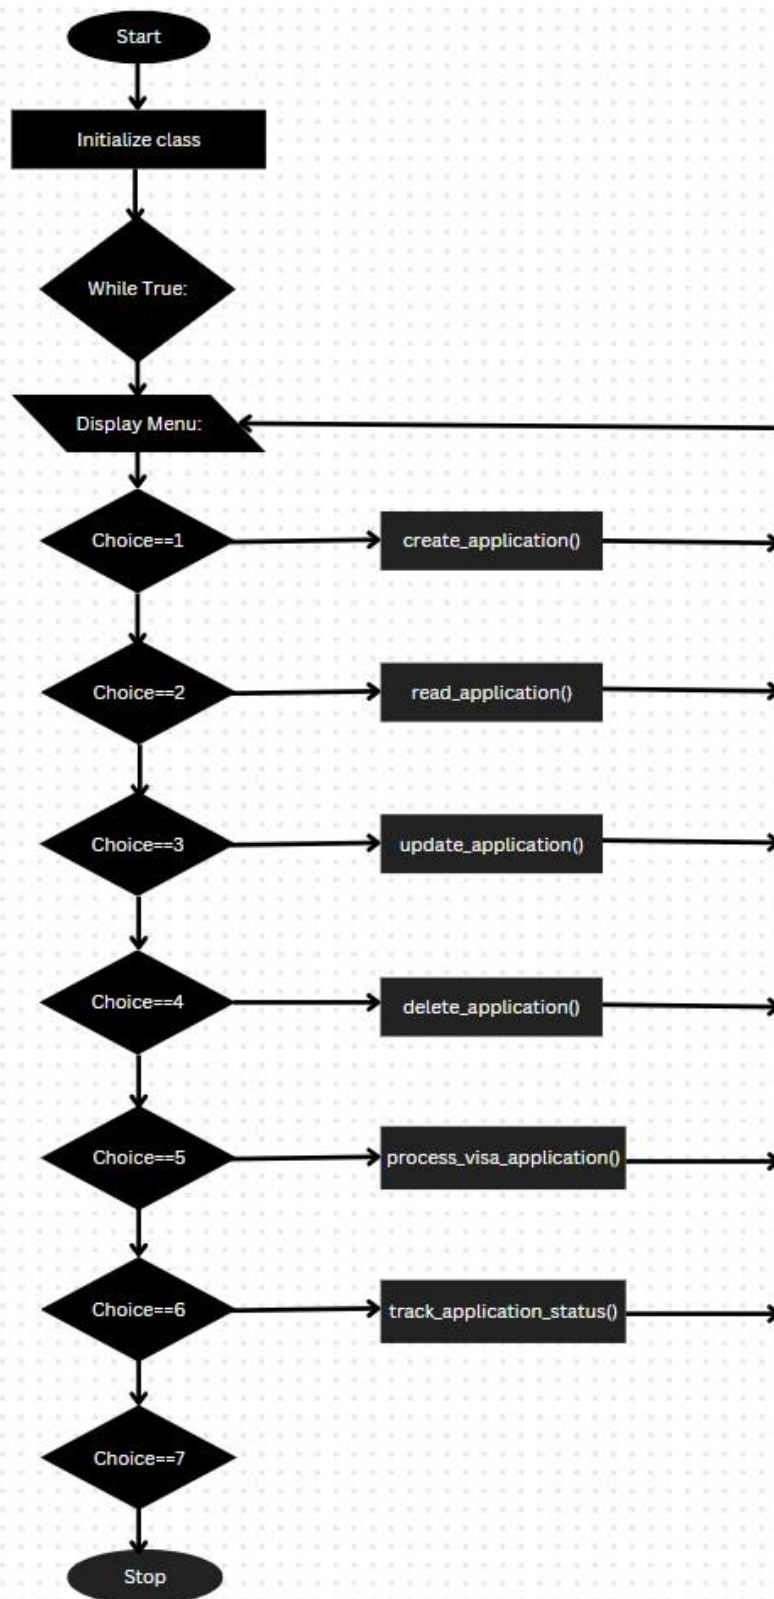 Start
Initialize class
While True:
Display Menu:
Choice==1
create_application()
Choice==2
read_application()
Choice==3
update_application()
Choice==4
delete_application()
Choice==5
process_visa_application()
Choice==6
track_application_status()
Choice==7
Stop